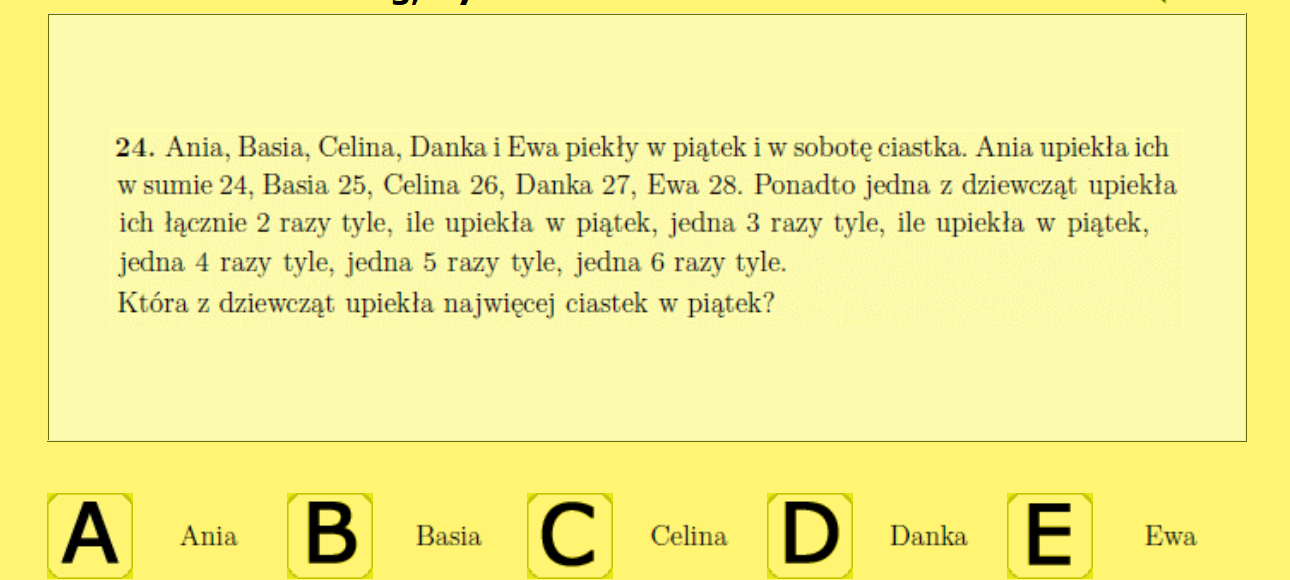 24. Ania, Basia, Celina, Danka i Ewa piekły w piątek i w sobotę ciastka. Ania upiekła ich
w sumie 24, Basia 25, Celina 26, Danka 27, Ewa 28. Ponadto jedna z dziewcząt upiekła
ich łącznie 2 razy tyle, ile upiekła w piątek, jedna 3 razy tyle, ile upiekła w piątek,
jedna 4 razy tyle, jedna 5 razy tyle, jedna 6 razy tyle.
Która z dziewcząt upiekła najwięcej ciastek w piątek?
A Ania B Basia C Celina D Danka E Ewa